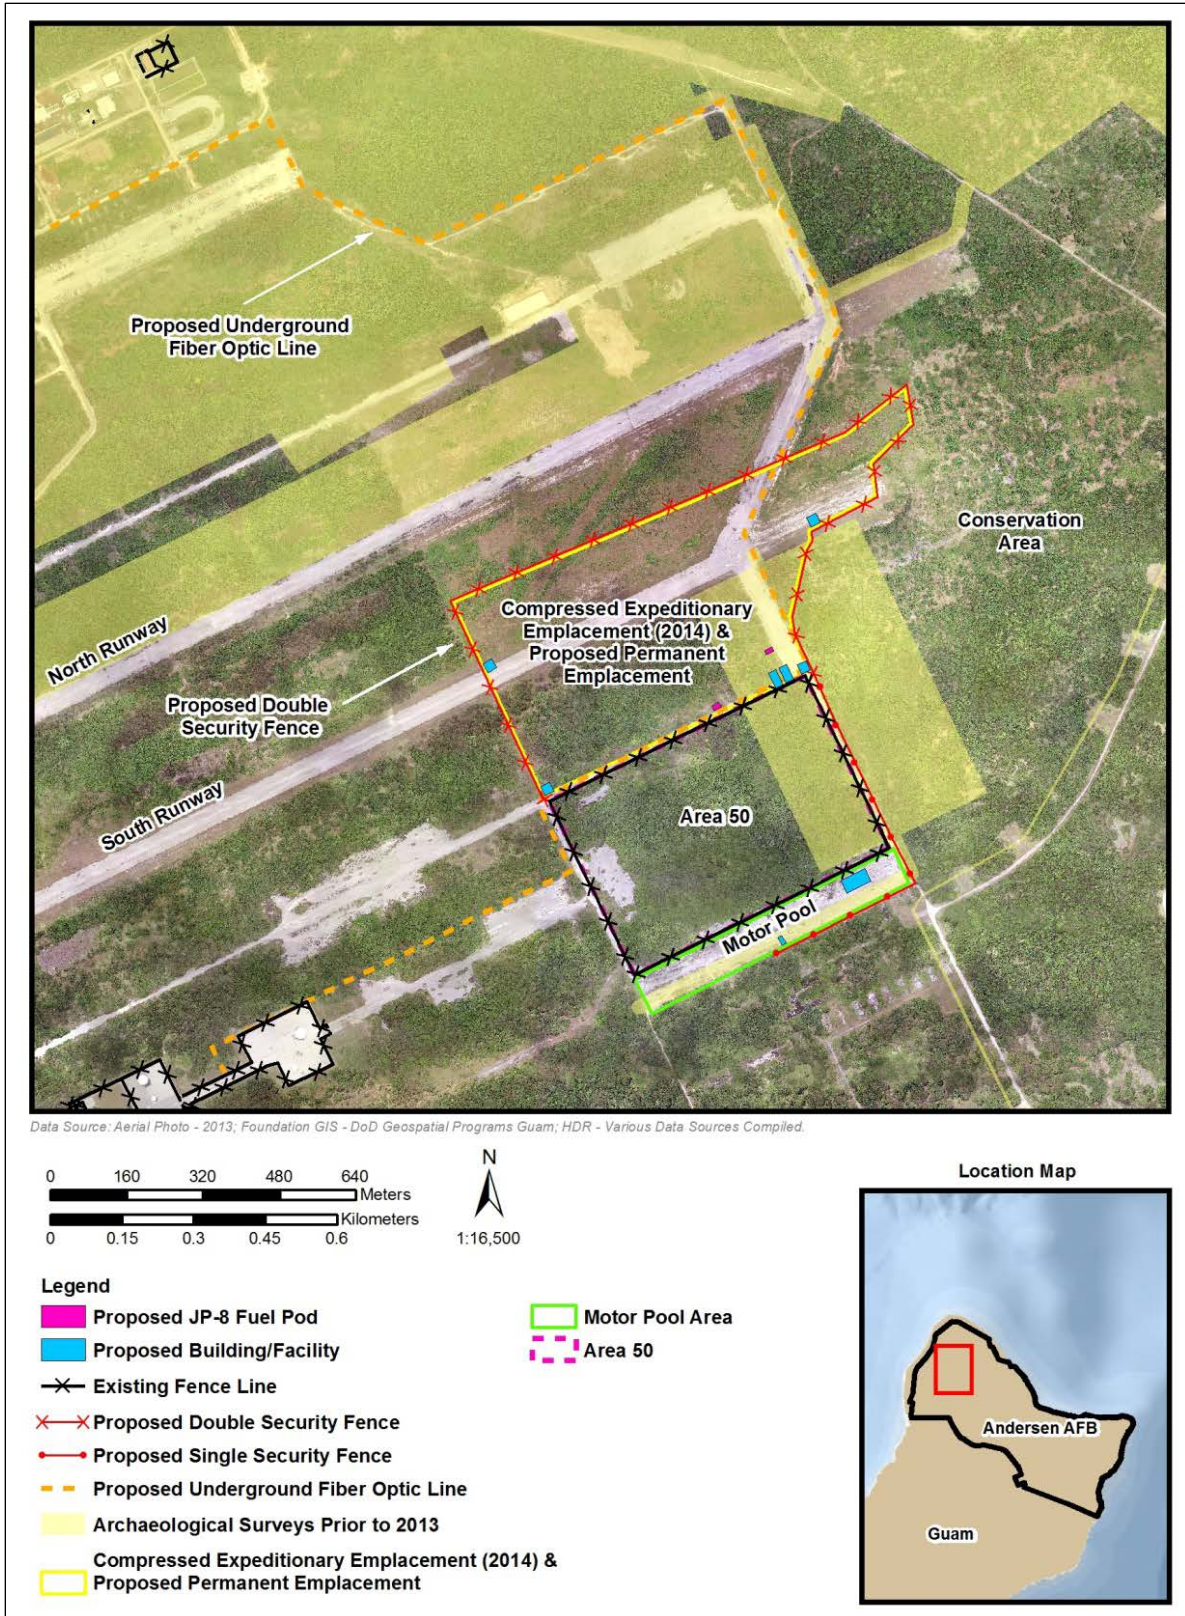 Proposed Underground
Fiber Optic Line
Conservation
Area
North Runway
Compressed Expeditionary
Emplacement (2014) &
Proposed Permanent
Emplacement
Proposed Double
Security Fence
South Runway
Area 50
Motor Pool
Data Source: Aerial Photo - 2013; Foundation GIS - DoD Geospatial Programs Guam; HDR - Various Data Sources Compiled.
0 160 320 480 640
Meters
Kilometers
0 0.15 0.3 0.45 0.6
N
1:16,500
Location Map
Andersen AFB
Guam
Legend
Proposed JP-8 Fuel Pod
Proposed Building/Facility
Existing Fence Line
Proposed Double Security Fence
Proposed Single Security Fence
Proposed Underground Fiber Optic Line
Archaeological Surveys Prior to 2013
Compressed Expeditionary Emplacement (2014) &
Proposed Permanent Emplacement
Motor Pool Area
Area 50